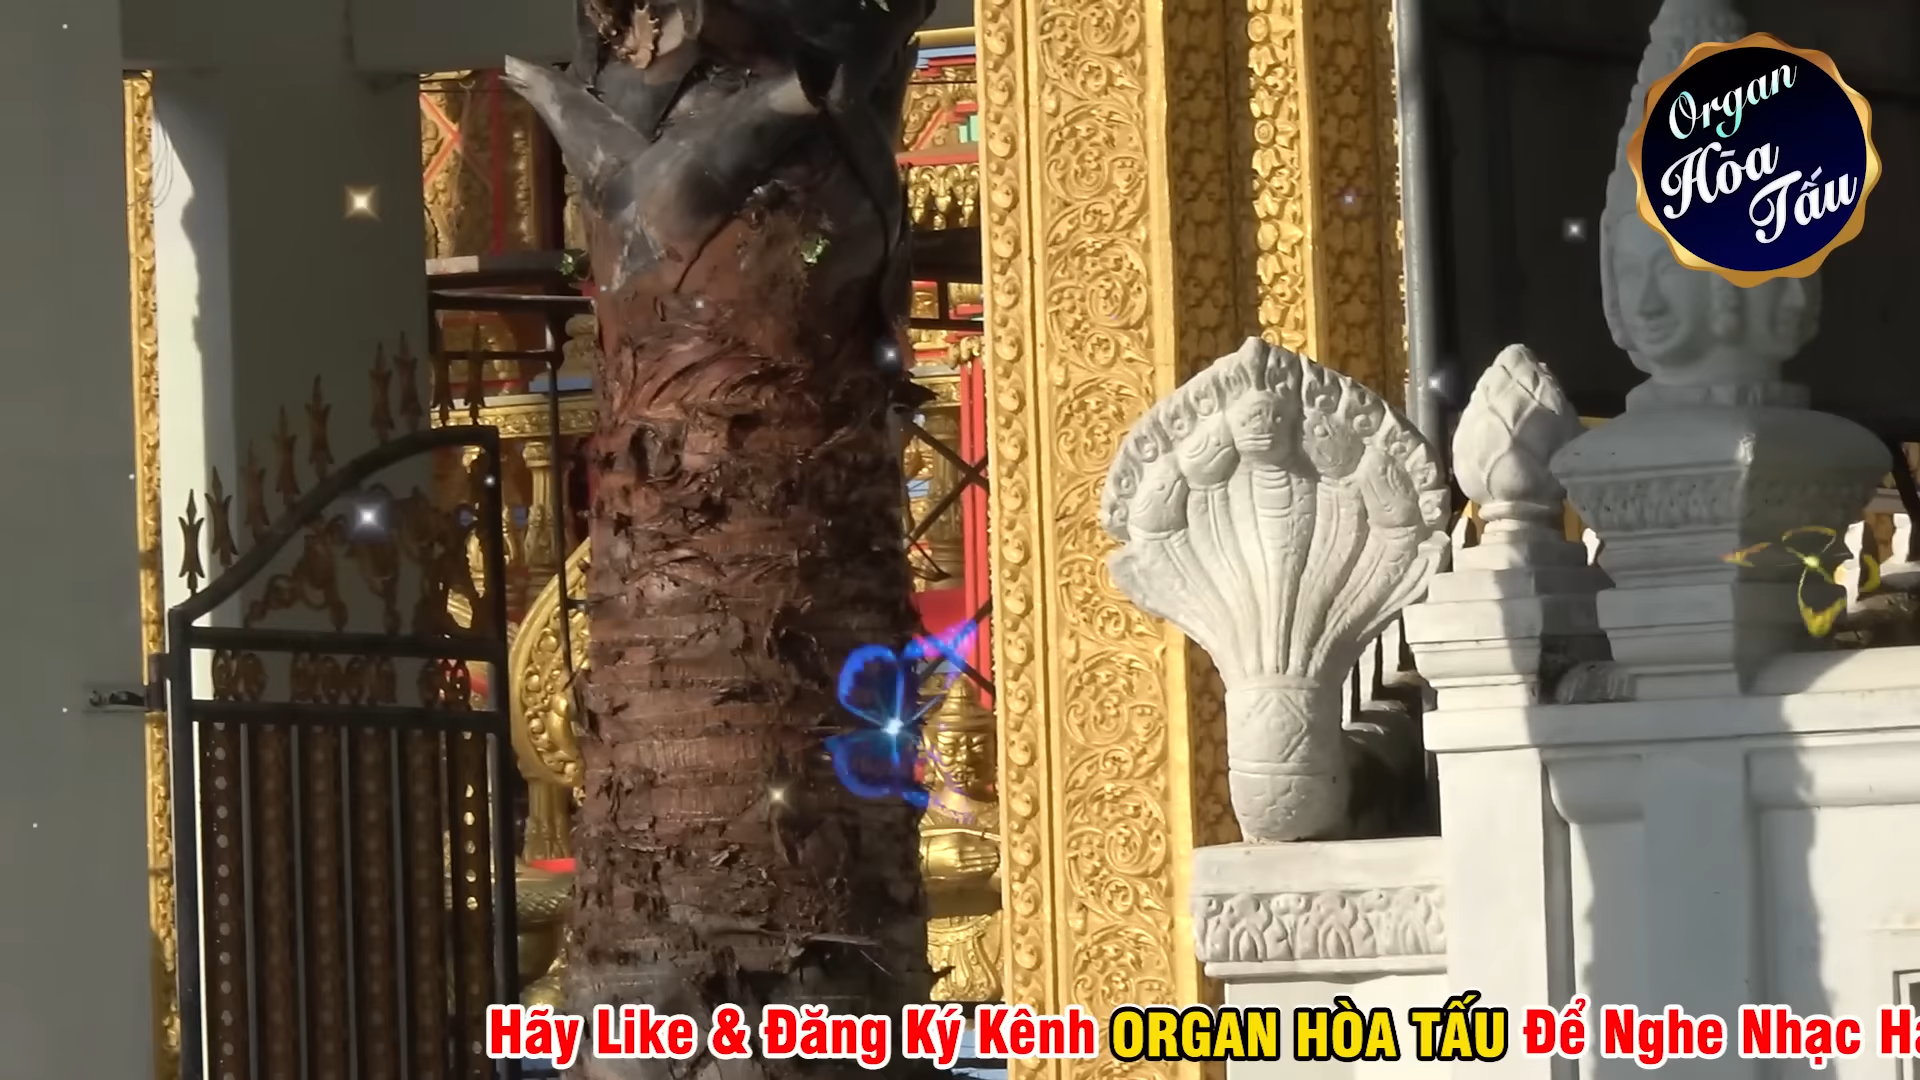 Organ
Hòa
Tấu
Hãy Like & Đăng Ký Kênh ORGAN HÒA TẤU Để Nghe Nhạc